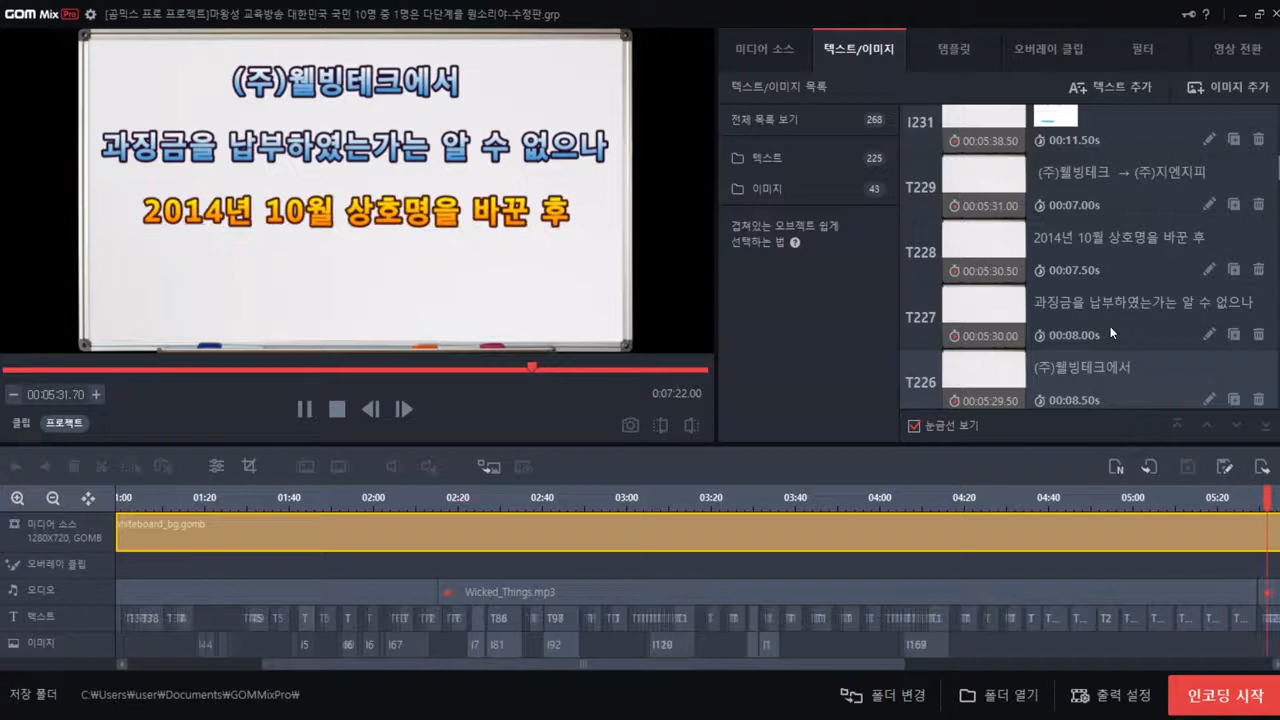 GOM Mix Pro [곰믹스 프로 프로젝트]마왕성 교육방송 대한민국 국민 10명 중 1명은 다단계를 뭔소리야-수정판.grp
(주)웰빙테크에서
과징금을 납부하였는가는 알 수 없으나
2014년 10월 상호명을 바꾼 후
00:05:31.70
0:07:22.00
클립 프로젝트
미디어 소스 텍스트/이미지 템플릿 오버레이 클립 필터 영상 전환
텍스트/이미지 목록 텍스트 추가 이미지 추가
전체 목록 보기 268
텍스트 225
이미지 43
겹쳐있는 오브젝트 쉽게
선택하는 법
I231 00:05:38.50 00:11.50s
T229 (주)웰빙테크 → (주)지엔지피
00:05:31.00 00:07.00s
T228 2014년 10월 상호명을 바꾼 후
00:05:30.50 00:07.50s
T227 과징금을 납부하였는가는 알 수 없으나
00:05:30.00 00:08.00s
T226 (주)웰빙테크에서
00:05:29.50 00:08.50s
눈금선 보기
1:00 01:20 01:40 02:00 02:20 02:40 03:00 03:20 03:40 04:00 04:20 04:40 05:00 05:20
미디어 소스 whiteboard_bg.gomb
1280X720, GOMB
오버레이 클립
오디오 Wicked_Things.mp3
텍스트 T5 T T T T86 T97 T T... T... T2 T... T... T... T...
이미지 I5 I6 I67 I7 I81 I92 I120 I1 I169
저장 폴더 C:₩Users₩user₩Documents₩GOMMixPro₩ 폴더 변경 폴더 열기 출력 설정 인코딩 시작